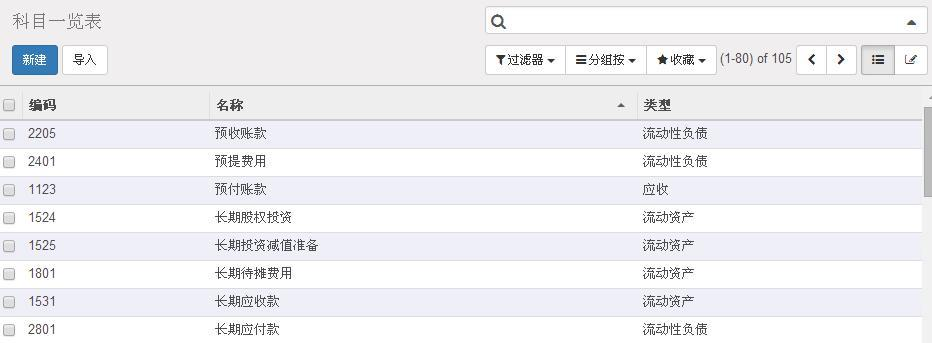 科目一览表
新建 导入 过滤器 分组按 收藏 (1-80) of 105
编码 名称 类型
2205 预收账款 流动性负债
2401 预提费用 流动性负债
1123 预付账款 应收
1524 长期股权投资 流动资产
1525 长期投资减值准备 流动资产
1801 长期待摊费用 流动资产
1531 长期应收款 流动资产
2801 长期应付款 流动性负债